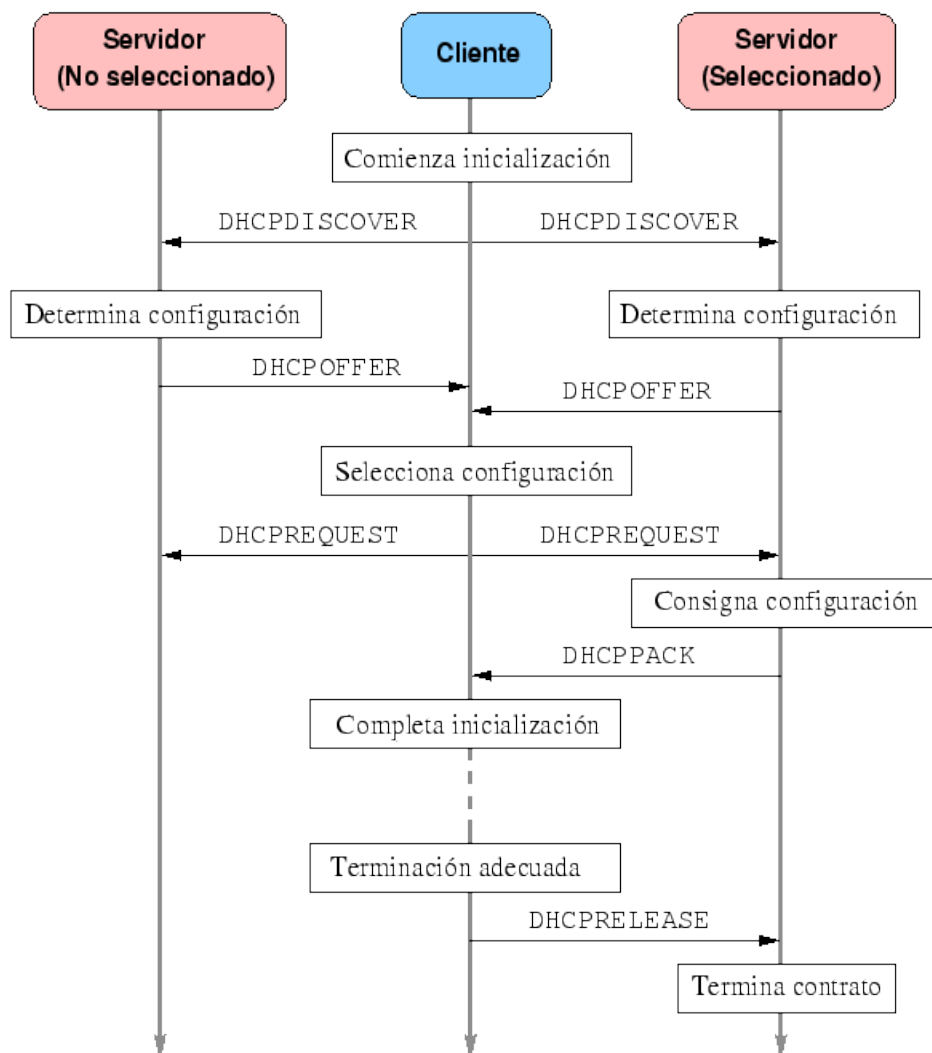 Servidor
(No seleccionado)
Cliente
Servidor
(Seleccionado)
Comienza inicialización
DHCPDISCOVER
DHCPDISCOVER
Determina configuración
Determina configuración
DHCPOFFER
DHCPOFFER
Selecciona configuración
DHCPREQUEST
DHCPREQUEST
Consigna configuración
DHCPPACK
Completa inicialización
Terminación adecuada
DHCPRELEASE
Termina contrato